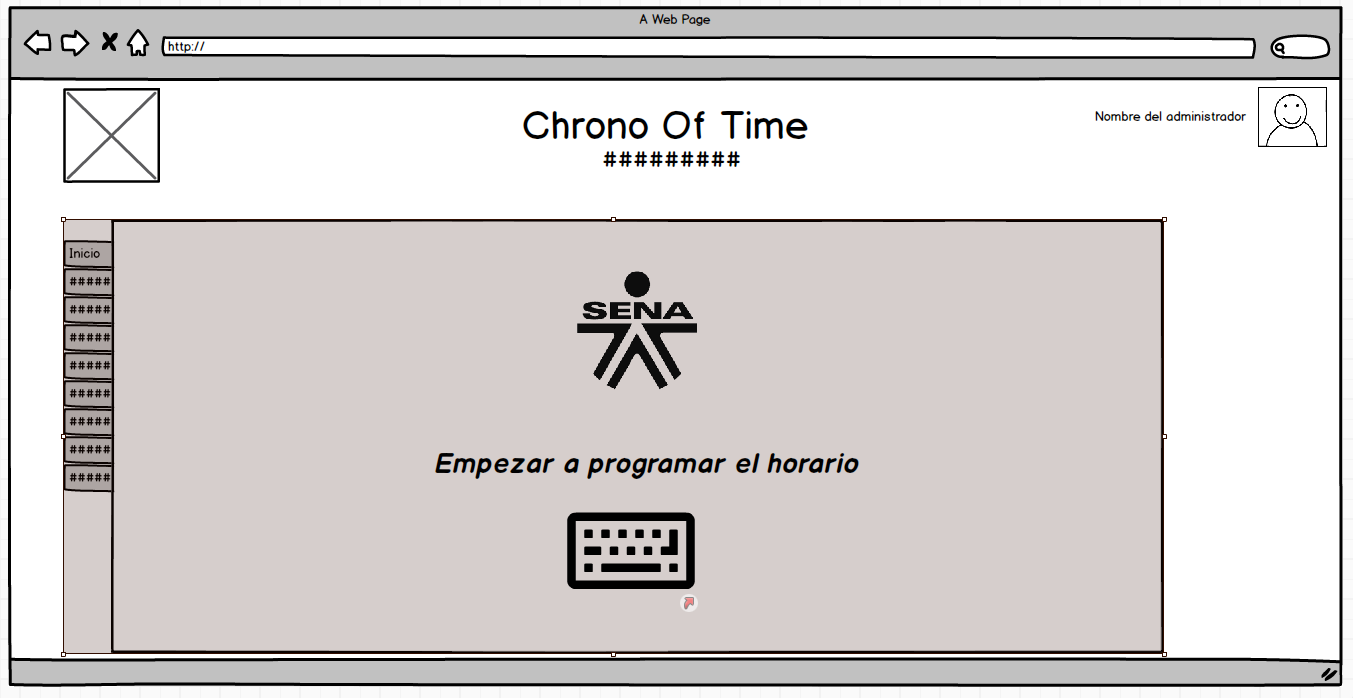 A Web Page
http://
Chrono Of Time
#########
Nombre del administrador
Inicio
#####
#####
#####
#####
#####
#####
#####
#####
SENA
Empezar a programar el horario